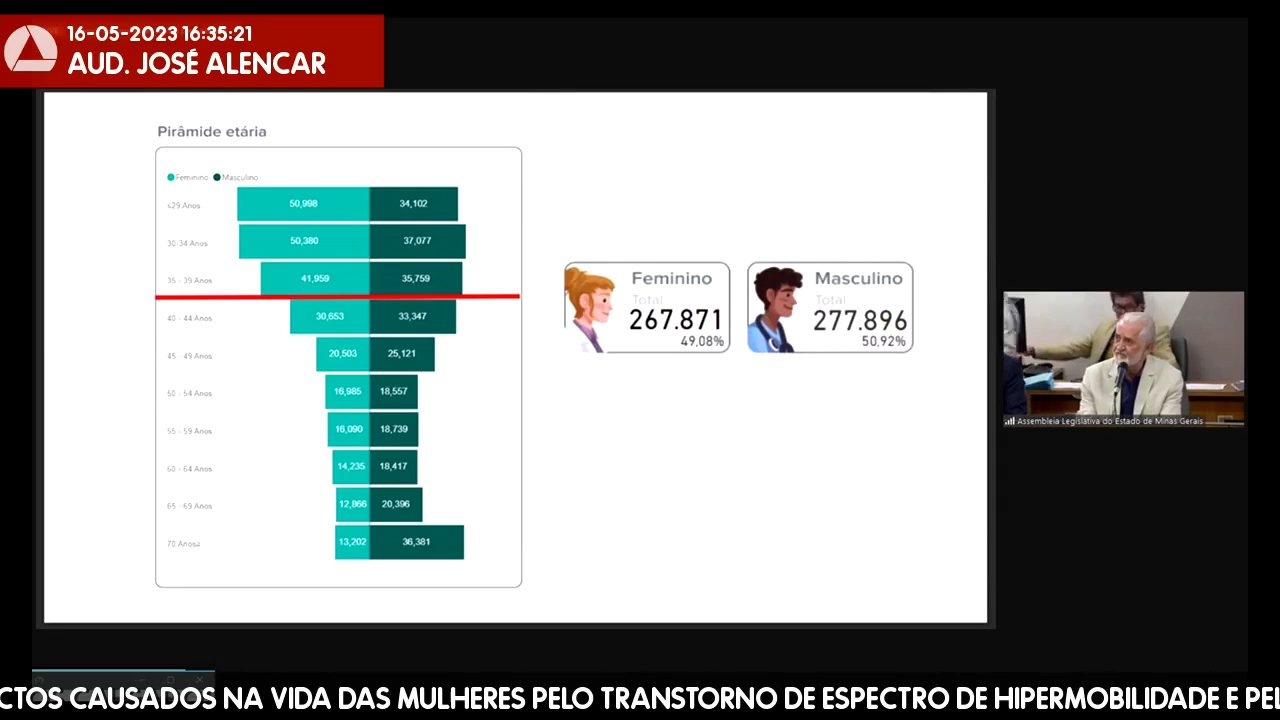 16-05-2023 16:35:21
AUD. JOSÉ ALENCAR
Pirâmide etária
Feminino Masculino
≤29 Anos 50,998 34,102
30-34 Anos 50,380 37,077
35 - 39 Anos 41,959 35,759
40 - 44 Anos 30,653 33,347
45 - 49 Anos 20,503 25,121
50 - 54 Anos 16,985 18,557
55 - 59 Anos 16,090 18,739
60 - 64 Anos 14,235 18,417
65 - 69 Anos 12,866 20,396
70 Anos≥ 13,202 36,381
Feminino
Total
267.871
49,08%
Masculino
Total
277.896
50,92%
Assembleia Legislativa do Estado de Minas Gerais
CTOS CAUSADOS NA VIDA DAS MULHERES PELO TRANSTORNO DE ESPECTRO DE HIPERMOBILIDADE E PEL